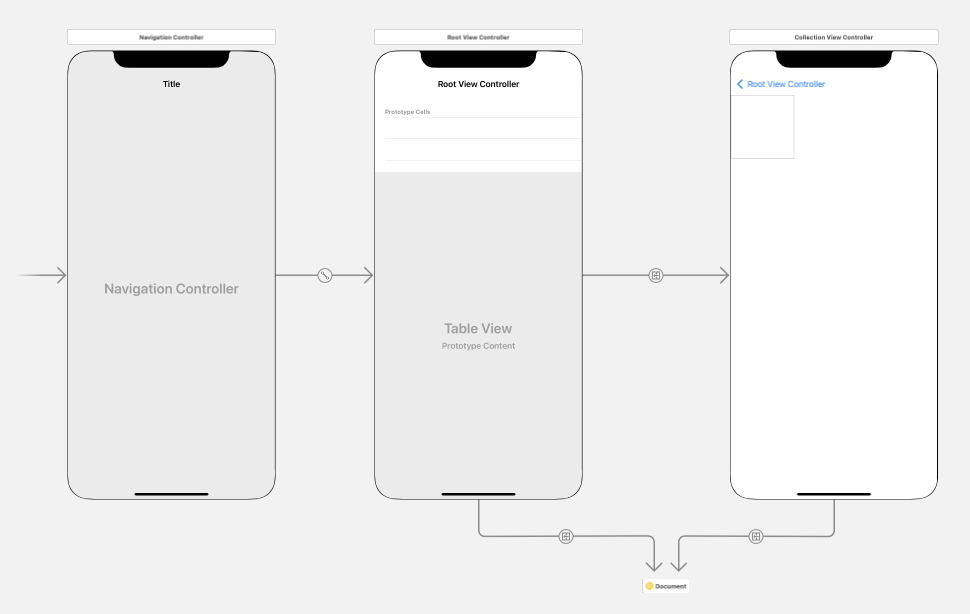 Navigation Controller
Root View Controller
Collection View Controller
Title
Root View Controller
Root View Controller
Prototype Cells
Navigation Controller
Table View
Prototype Content
Document